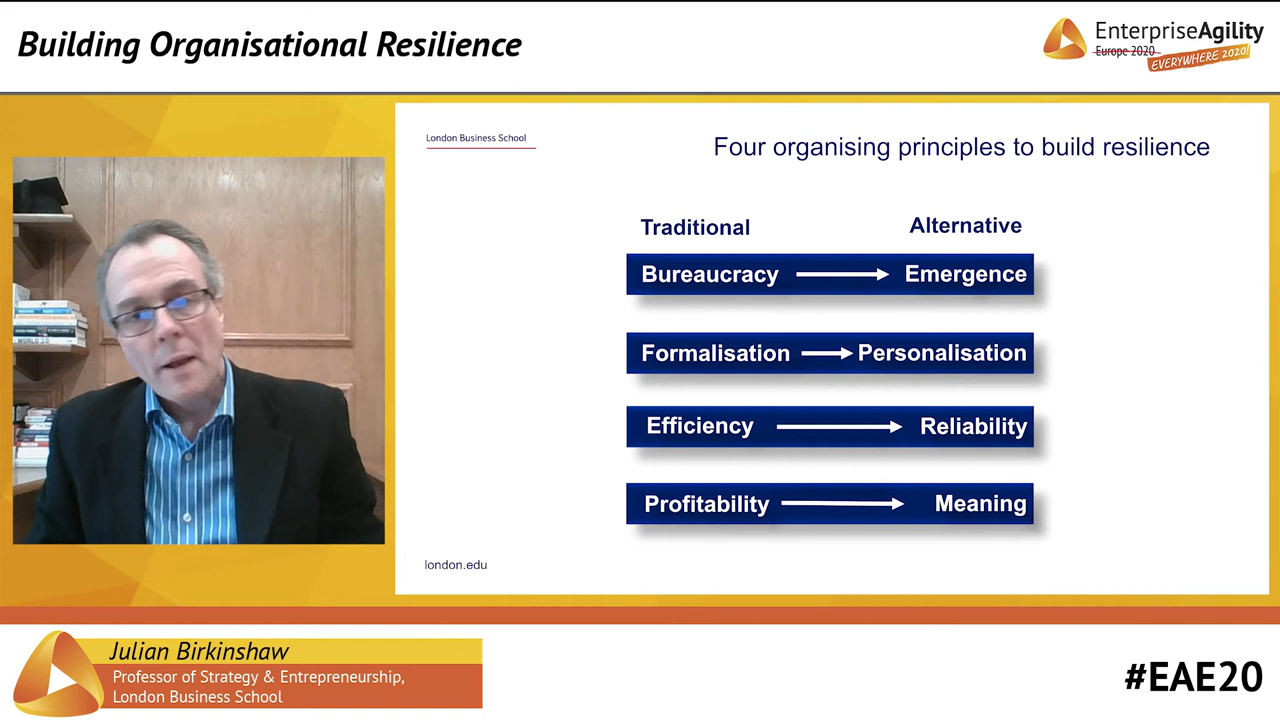 Building Organisational Resilience
EnterpriseAgility
Europe 2020
EVERYWHERE 2020!
London Business School
Four organising principles to build resilience
Traditional Alternative
Bureaucracy Emergence
Formalisation Personalisation
Efficiency Reliability
Profitability Meaning
london.edu
Julian Birkinshaw
Professor of Strategy & Entrepreneurship,
London Business School
#EAE20